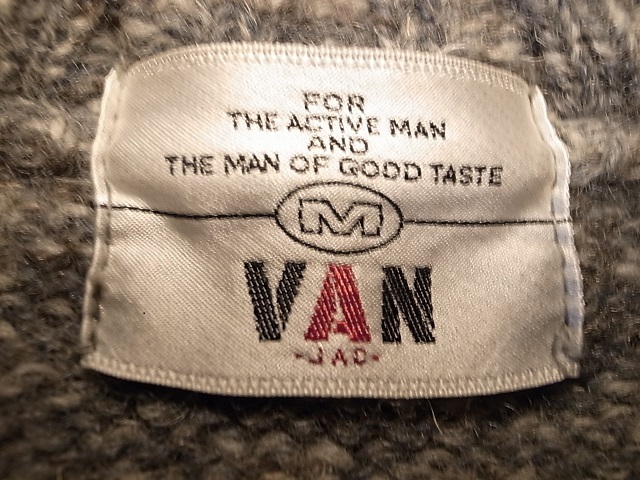 FOR
THE ACTIVE MAN
AND
THE MAN OF GOOD TASTE
M
VAN
-JAC-